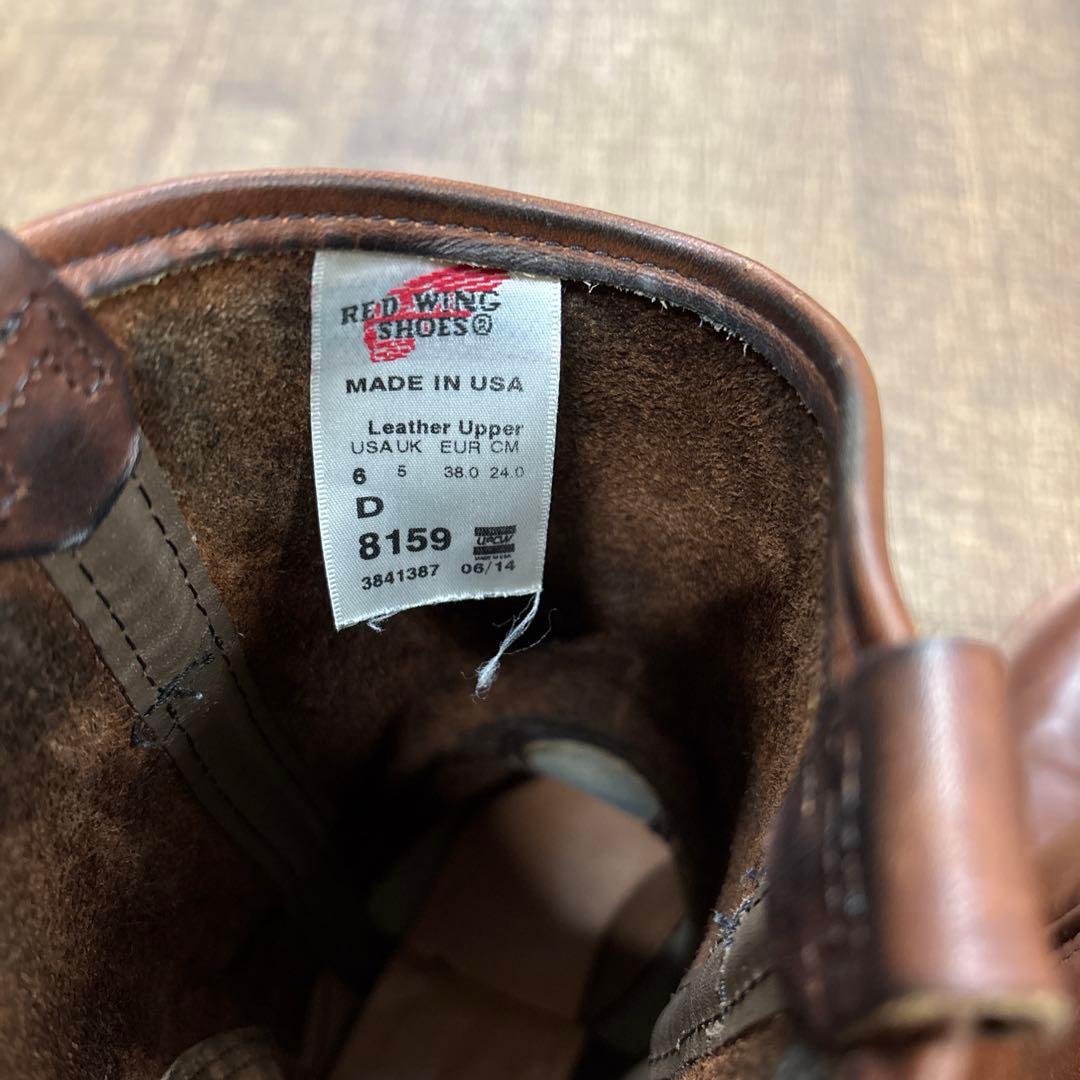 RED WING
SHOES®
MADE IN USA
Leather Upper
USA UK EUR CM
6 5 38.0 24.0
D
8159 UFCW
3841387 06/14